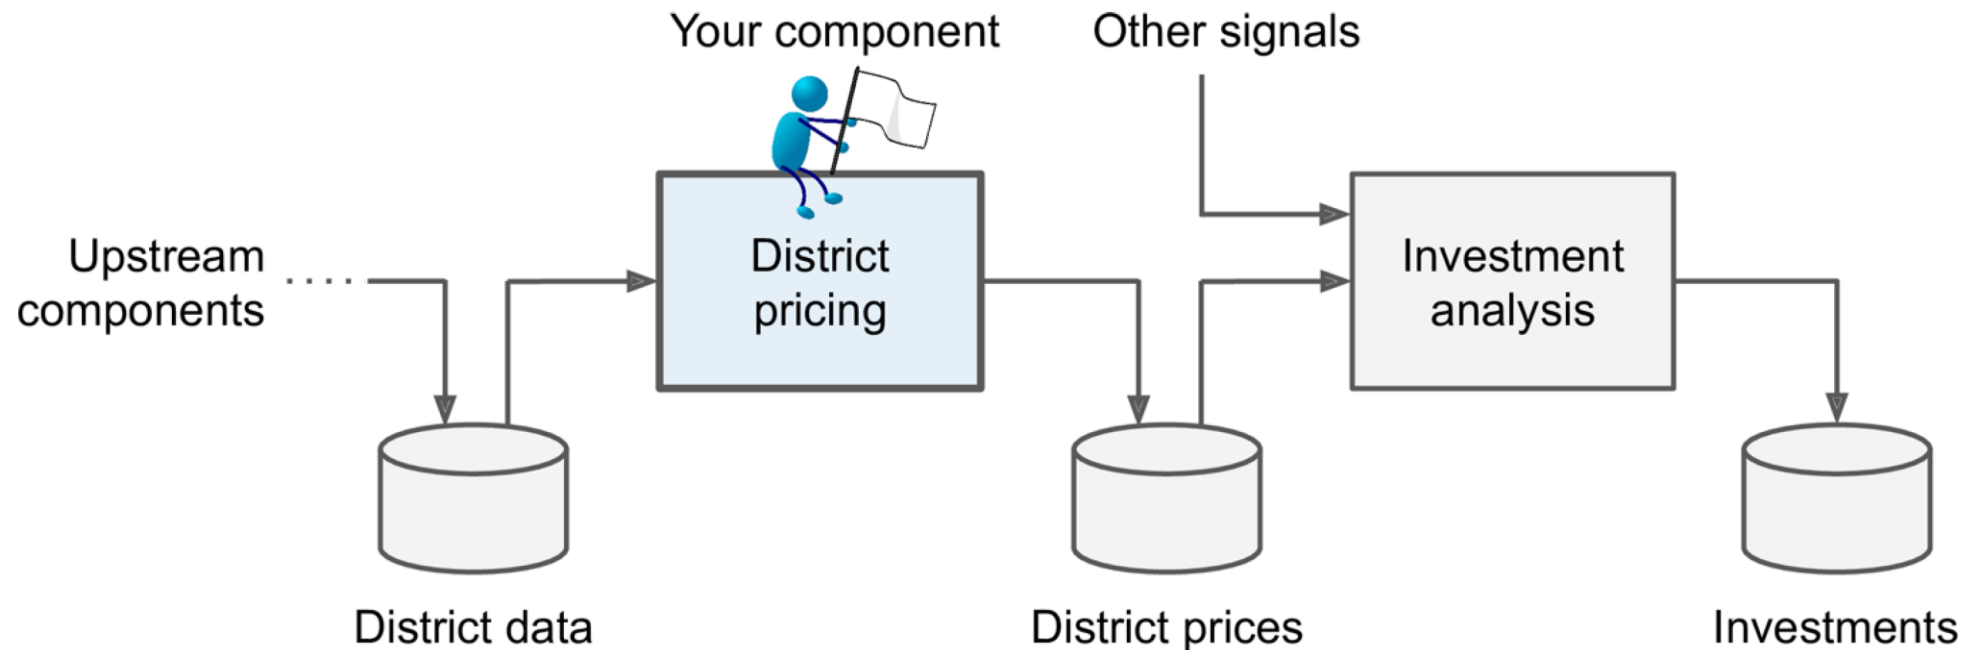 Your component
Other signals
Upstream
components
District
pricing
Investment
analysis
District data
District prices
Investments